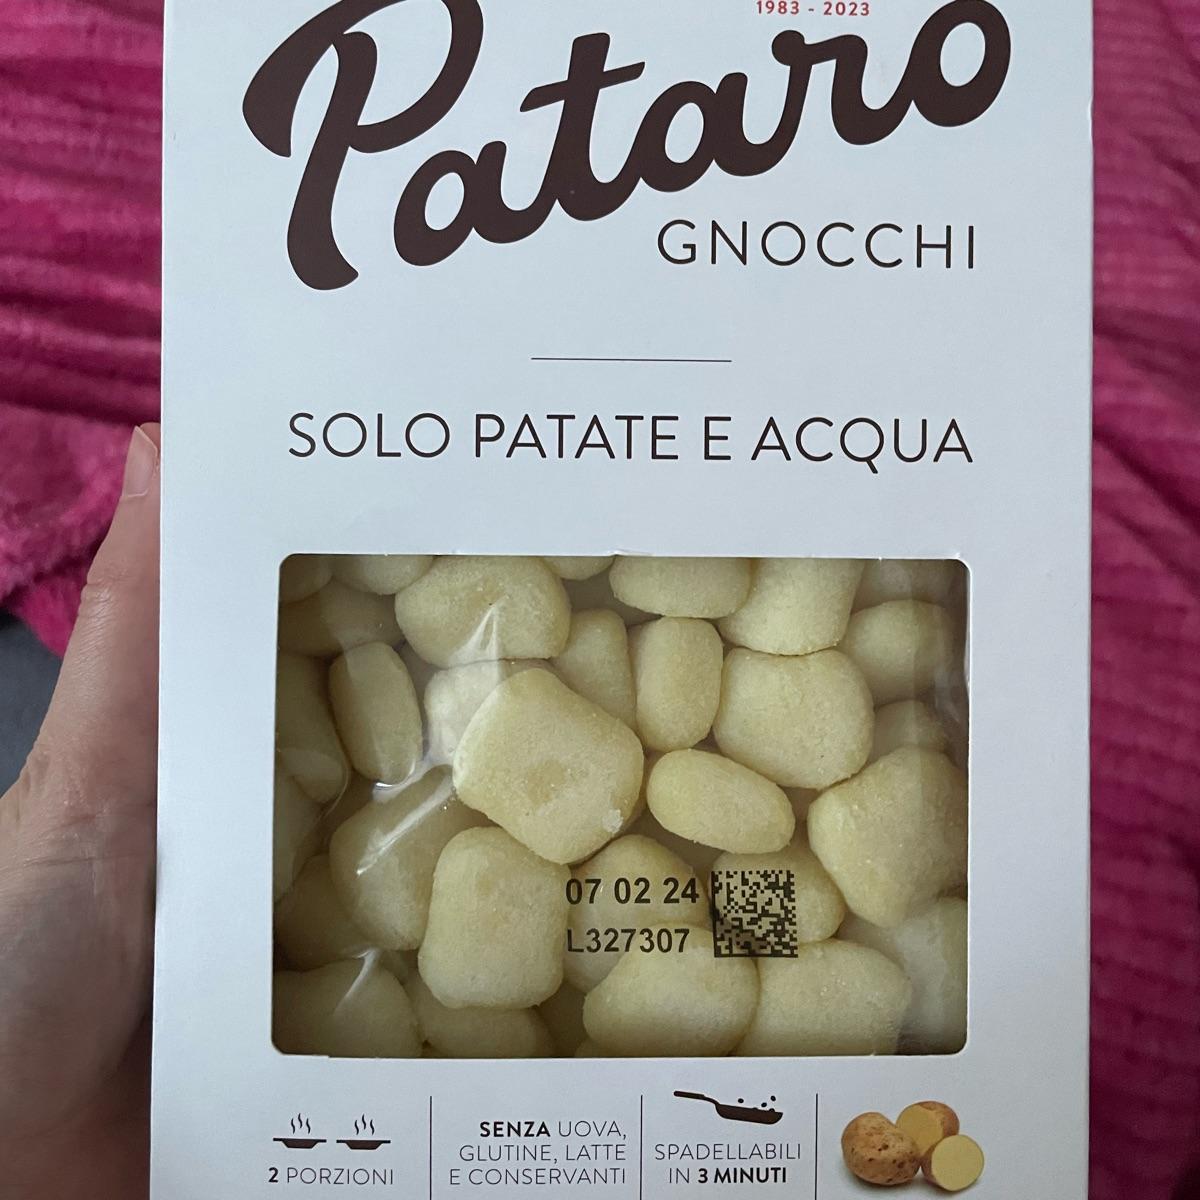 1983 - 2023
Pataro
GNOCCHI
SOLO PATATE E ACQUA
07 02 24
L327307
2 PORZIONI
SENZA UOVA,
GLUTINE, LATTE
E CONSERVANTI
SPADELLABILI
IN 3 MINUTI